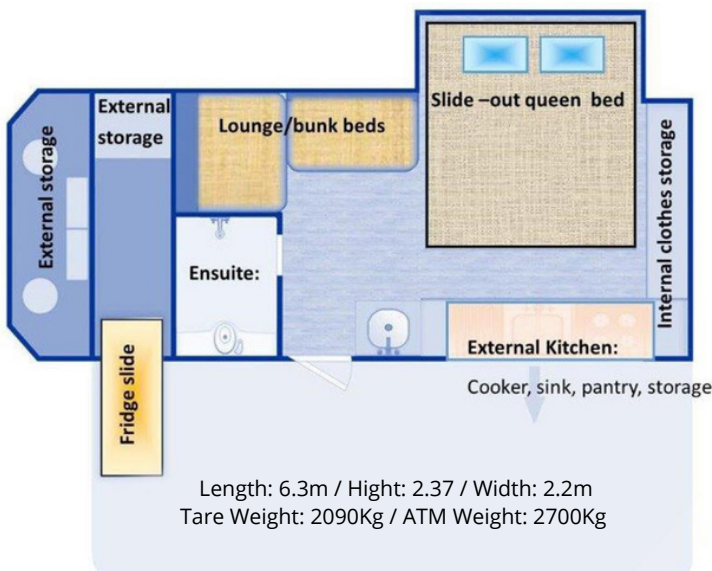 External storage
External
storage
Lounge/bunk beds
Slide –out queen bed
Internal clothes storage
Ensuite:
Fridge slide
External Kitchen:
Cooker, sink, pantry, storage
Length: 6.3m / Hight: 2.37 / Width: 2.2m
Tare Weight: 2090Kg / ATM Weight: 2700Kg